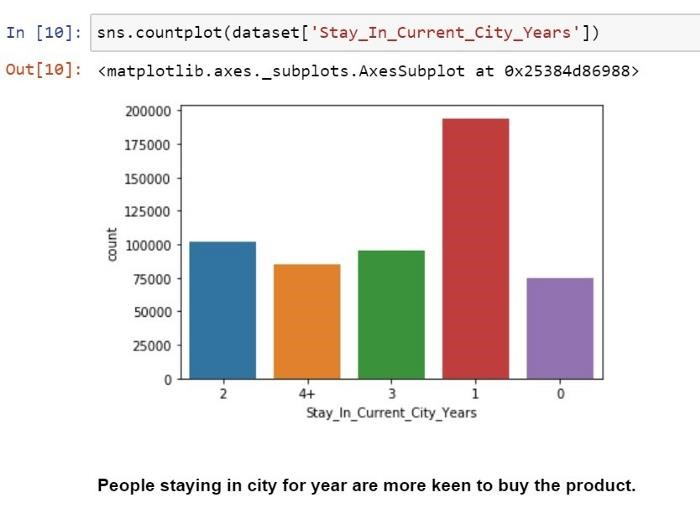 In [10]: sns.countplot(dataset['Stay_In_Current_City_Years'])
Out[10]: <matplotlib.axes._subplots.AxesSubplot at 0x25384d86988>
200000
175000
150000
125000
100000
75000
50000
25000
0
count
2 4+ 3 1 0
Stay_In_Current_City_Years
People staying in city for year are more keen to buy the product.